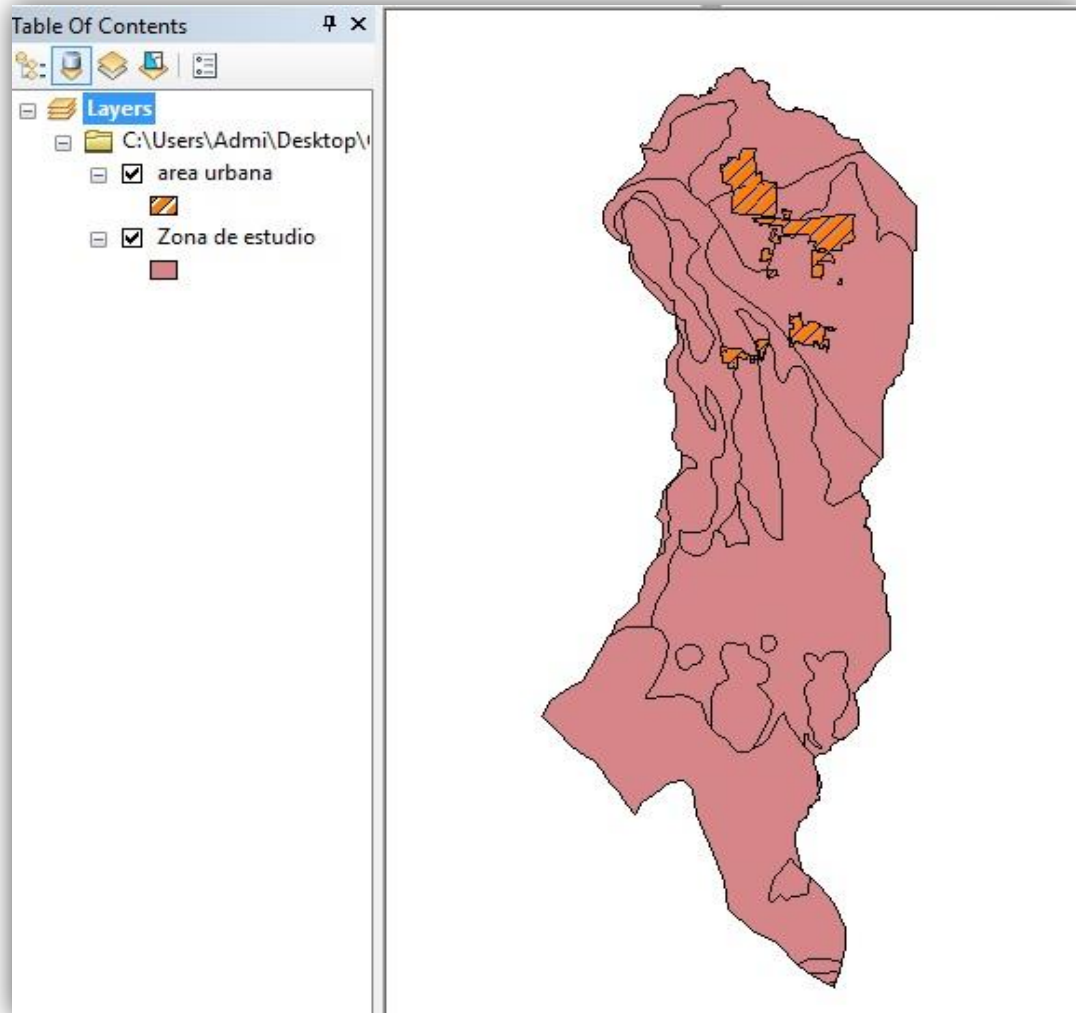 Table Of Contents
Layers
C:\Users\Admi\Desktop\
area urbana
Zona de estudio